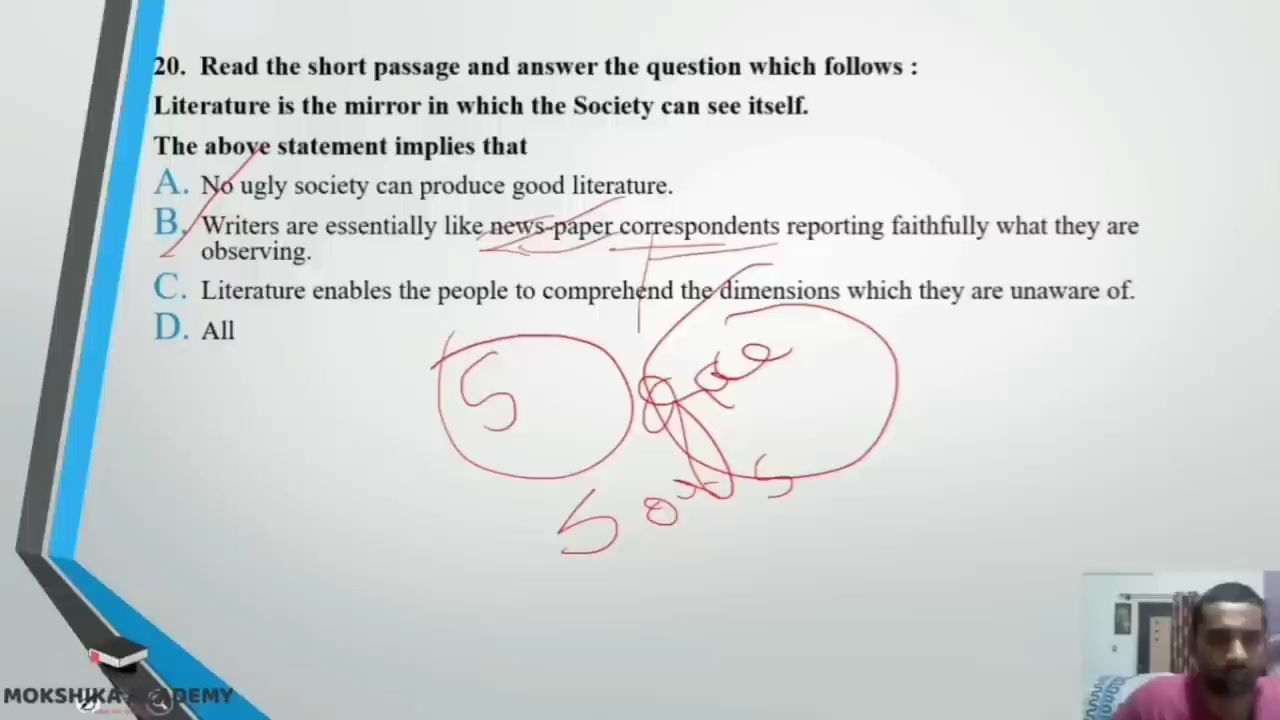 20. Read the short passage and answer the question which follows :
Literature is the mirror in which the Society can see itself.
The above statement implies that
A. No ugly society can produce good literature.
B. Writers are essentially like news-paper correspondents reporting faithfully what they are
observing.
C. Literature enables the people to comprehend the dimensions which they are unaware of.
D. All
S
S
MOKSHIKA ACADEMY